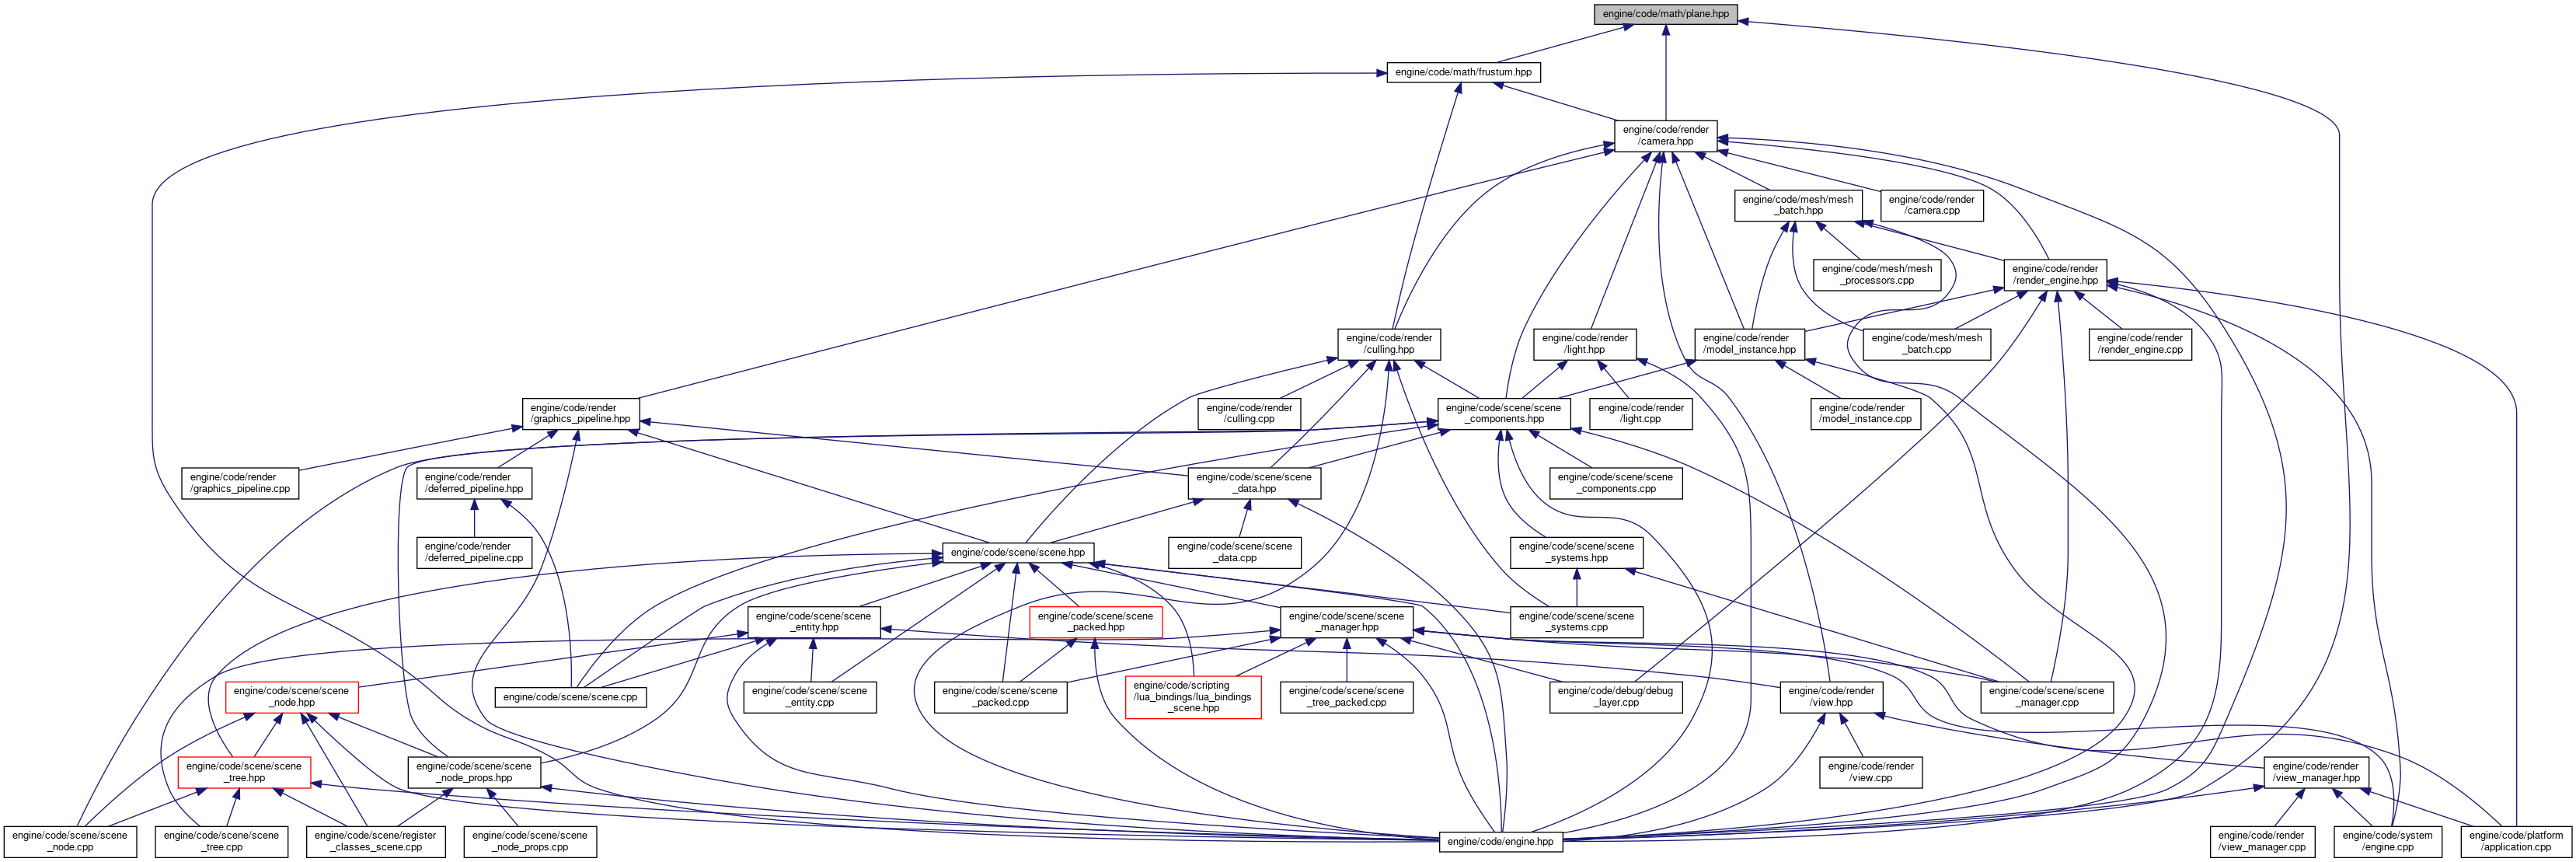 engine/code/math/plane.hpp
engine/code/math/frustum.hpp
engine/code/render
/camera.hpp
engine/code/mesh/mesh
_batch.hpp
engine/code/render
/camera.cpp
engine/code/mesh/mesh
_processors.cpp
engine/code/render
/render_engine.hpp
engine/code/render
/culling.hpp
engine/code/render
/light.hpp
engine/code/render
/model_instance.hpp
engine/code/mesh/mesh
_batch.cpp
engine/code/render
/render_engine.cpp
engine/code/render
/graphics_pipeline.hpp
engine/code/render
/culling.cpp
engine/code/scene/scene
_components.hpp
engine/code/render
/light.cpp
engine/code/render
/model_instance.cpp
engine/code/render
/graphics_pipeline.cpp
engine/code/render
/deferred_pipeline.hpp
engine/code/scene/scene
_data.hpp
engine/code/scene/scene
_components.cpp
engine/code/render
/deferred_pipeline.cpp
engine/code/scene/scene.hpp
engine/code/scene/scene
_data.cpp
engine/code/scene/scene
_systems.hpp
engine/code/scene/scene
_entity.hpp
engine/code/scene/scene
_packed.hpp
engine/code/scene/scene
_manager.hpp
engine/code/scene/scene
_systems.cpp
engine/code/scene/scene
_node.hpp
engine/code/scene/scene.cpp
engine/code/scene/scene
_entity.cpp
engine/code/scene/scene
_packed.cpp
engine/code/scripting
/lua_bindings/lua_bindings
_scene.hpp
engine/code/scene/scene
_tree_packed.cpp
engine/code/debug/debug
_layer.cpp
engine/code/render
/view.hpp
engine/code/scene/scene
_manager.cpp
engine/code/scene/scene
_tree.hpp
engine/code/scene/scene
_node_props.hpp
engine/code/render
/view.cpp
engine/code/render
/view_manager.hpp
engine/code/scene/scene
_node.cpp
engine/code/scene/scene
_tree.cpp
engine/code/scene/register
_classes_scene.cpp
engine/code/scene/scene
_node_props.cpp
engine/code/engine.hpp
engine/code/render
/view_manager.cpp
engine/code/system
/engine.cpp
engine/code/platform
/application.cpp